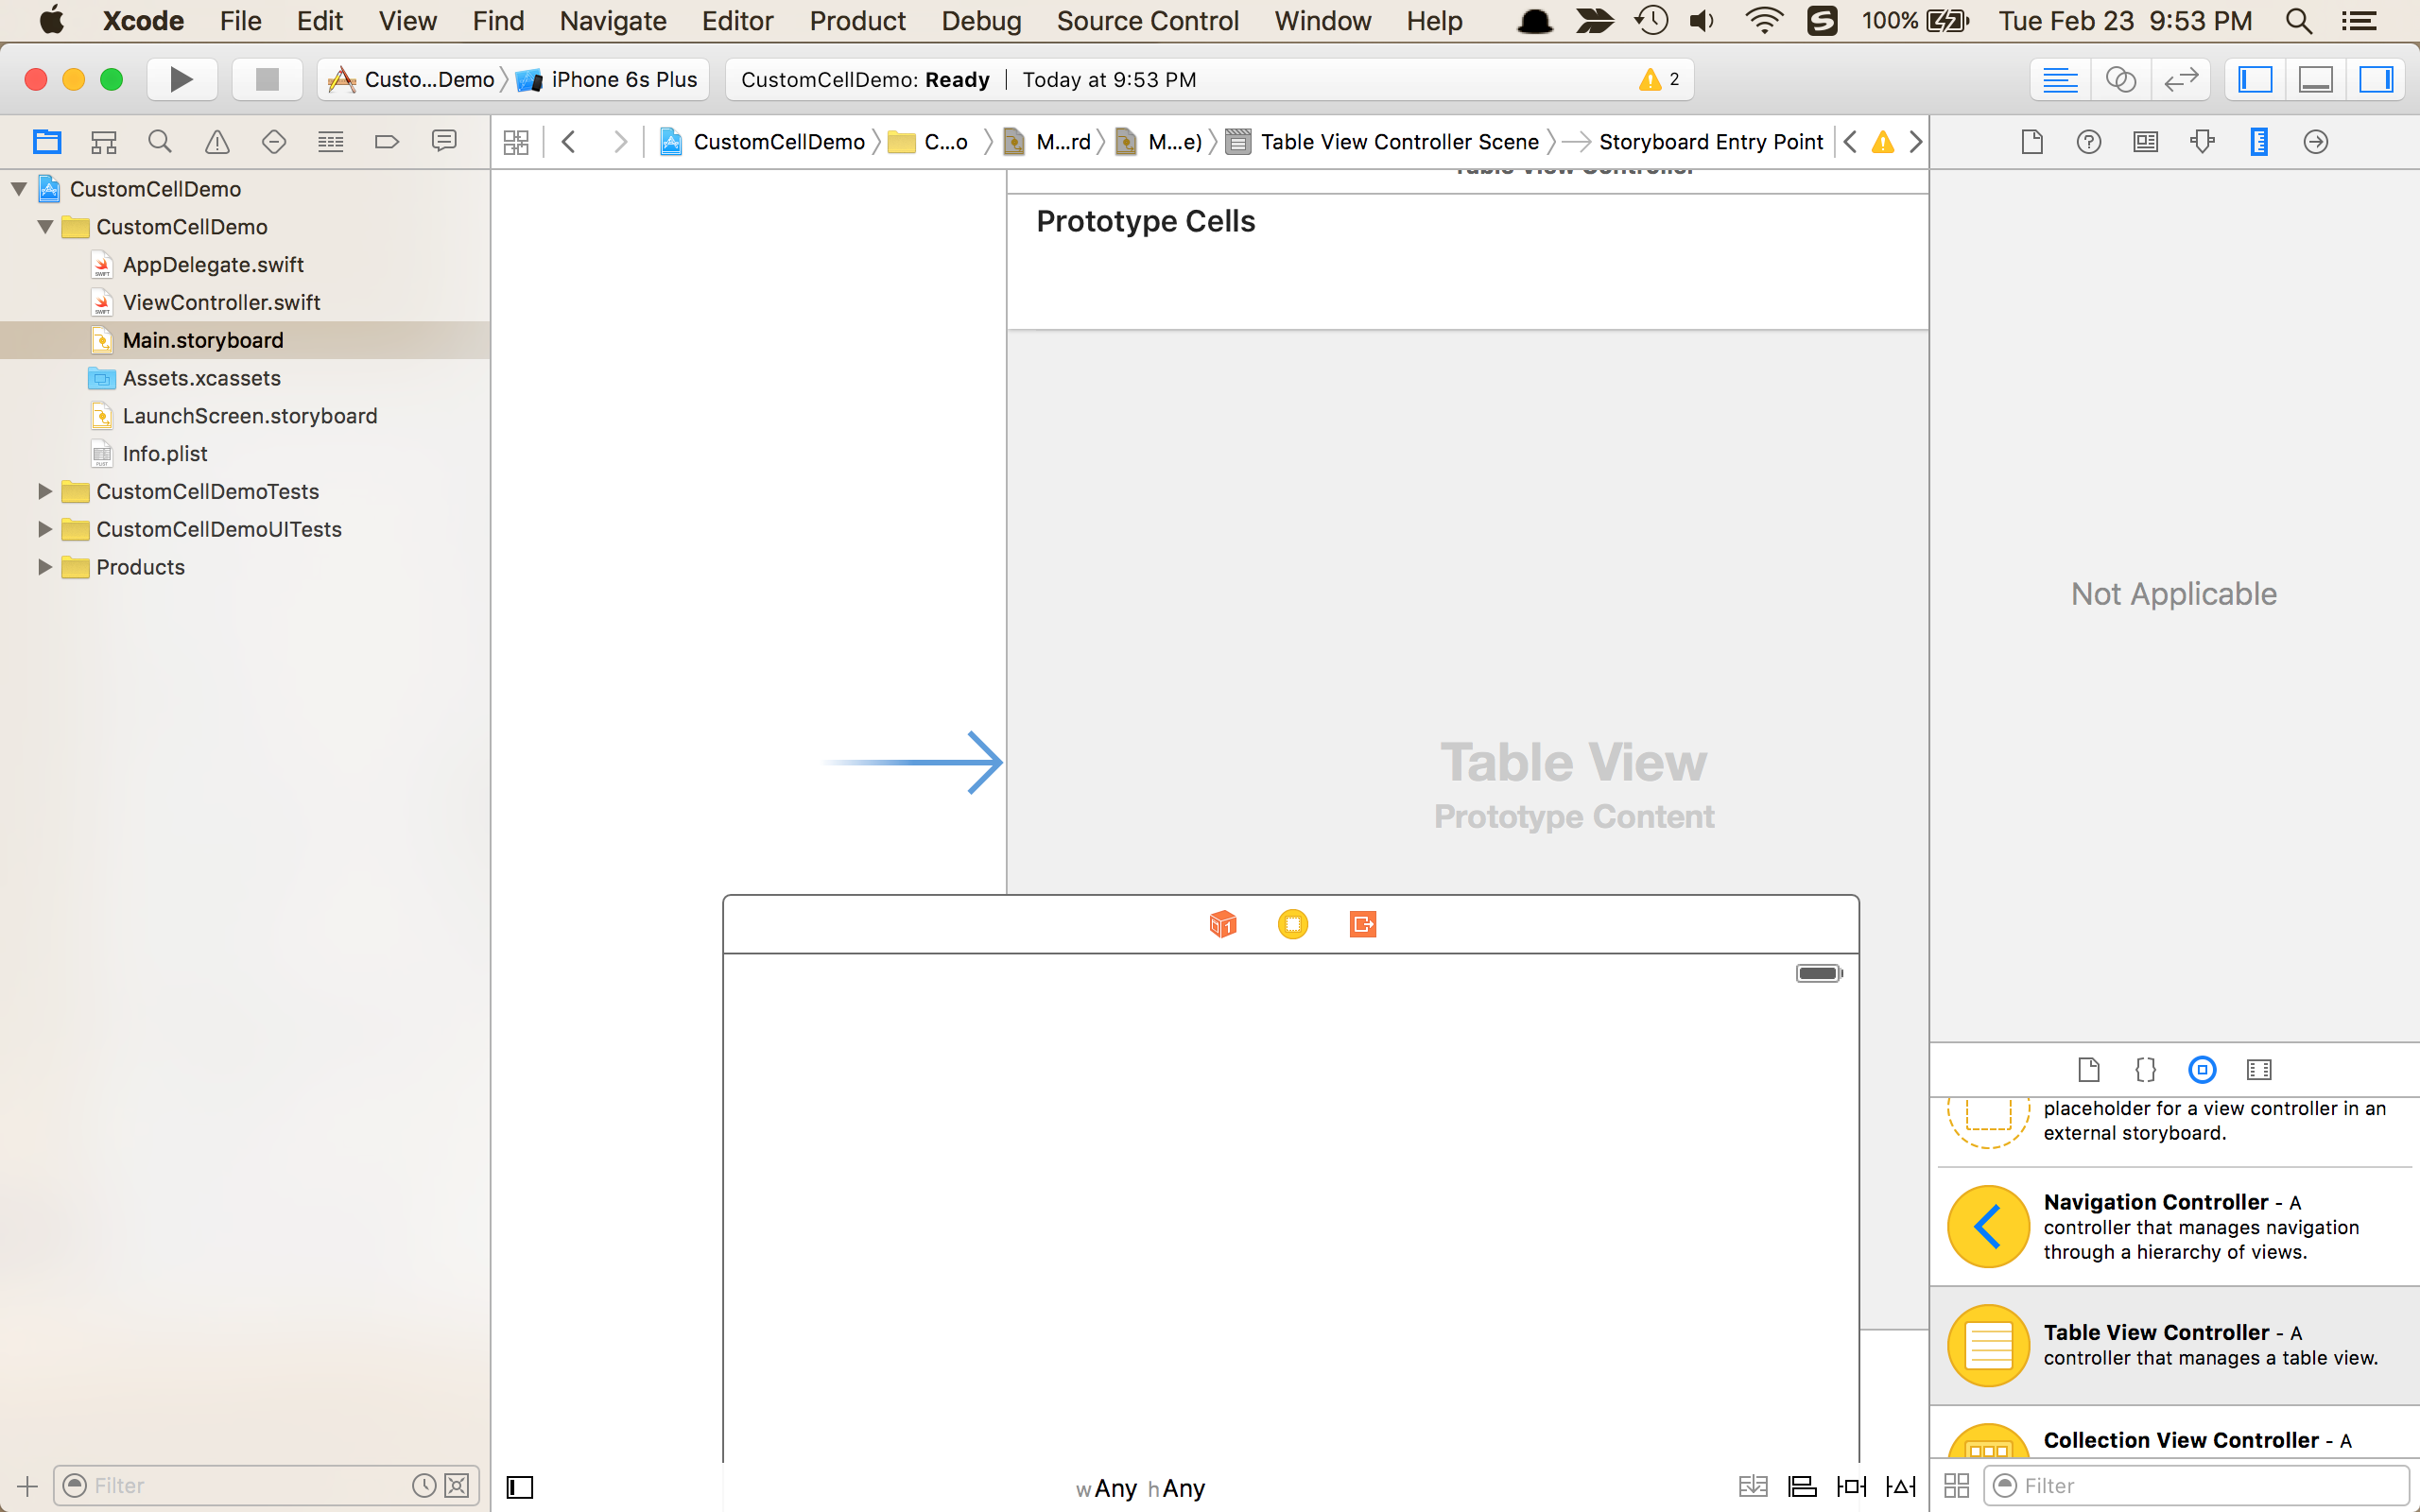 Xcode File Edit View Find Navigate Editor Product Debug Source Control Window Help 100% Tue Feb 23 9:53 PM
Custo...Demo iPhone 6s Plus CustomCellDemo: Ready Today at 9:53 PM 2
CustomCellDemo C...o M...rd M...e) Table View Controller Scene Storyboard Entry Point
CustomCellDemo
CustomCellDemo
AppDelegate.swift
ViewController.swift
Main.storyboard
Assets.xcassets
LaunchScreen.storyboard
Info.plist
CustomCellDemoTests
CustomCellDemoUITests
Products
Filter
Table View Controller
Prototype Cells
Table View
Prototype Content
wAny hAny
Not Applicable
placeholder for a view controller in an
external storyboard.
Navigation Controller - A
controller that manages navigation
through a hierarchy of views.
Table View Controller - A
controller that manages a table view.
Collection View Controller - A
Filter